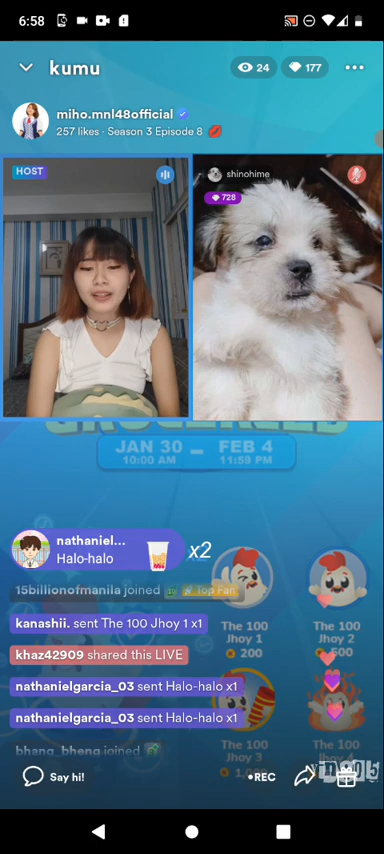 6:58
kumu
24
177
miho.mnl48official
257 likes · Season 3 Episode 8
HOST
shinohime
728
JAN 30 – FEB 4
10:00 AM
11:59 PM
nathaniel...
Halo-halo
x2
15billionofmanila joined
Top Fan
kanashii. sent The 100 Jhoy 1 x1
khaz42909 shared this LIVE
nathanielgarcia_03 sent Halo-halo x1
nathanielgarcia_03 sent Halo-halo x1
bhang_bheng joined
The 100
Jhoy 1
200
The 100
Jhoy 2
500
The 100
Jhoy 3
The 100
Say hi!
•REC